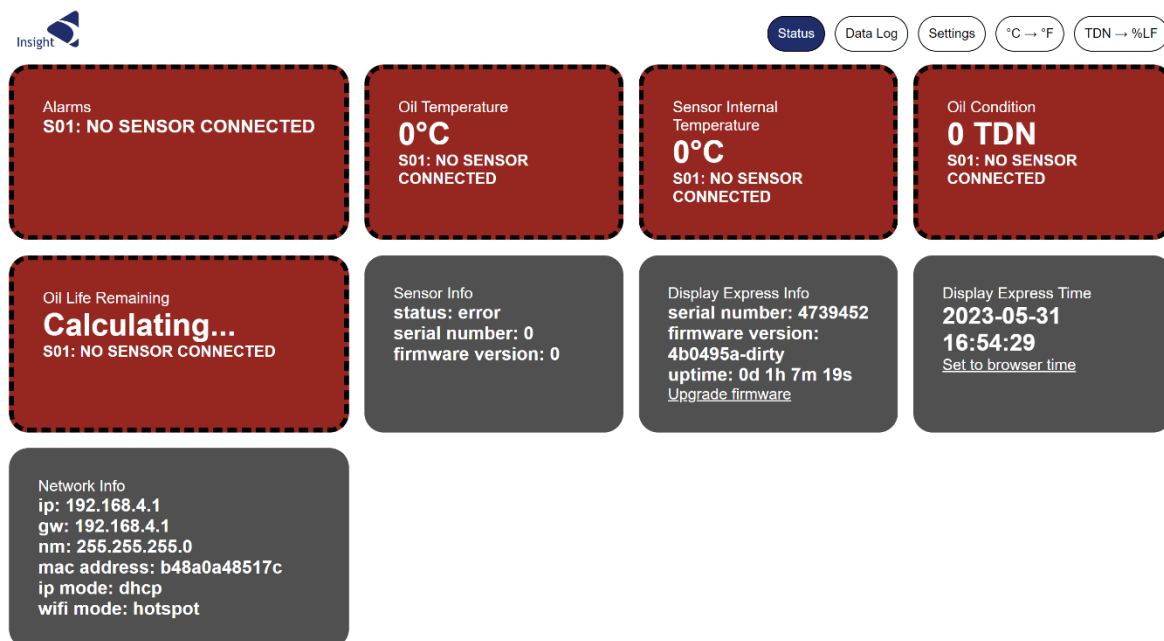 Insight
Status
Data Log
Settings
°C → °F
TDN → %LF
Alarms
S01: NO SENSOR CONNECTED
Oil Temperature
0°C
S01: NO SENSOR
CONNECTED
Sensor Internal
Temperature
0°C
S01: NO SENSOR
CONNECTED
Oil Condition
0 TDN
S01: NO SENSOR
CONNECTED
Oil Life Remaining
Calculating...
S01: NO SENSOR CONNECTED
Sensor Info
status: error
serial number: 0
firmware version: 0
Display Express Info
serial number: 4739452
firmware version:
4b0495a-dirty
uptime: 0d 1h 7m 19s
Upgrade firmware
Display Express Time
2023-05-31
16:54:29
Set to browser time
Network Info
ip: 192.168.4.1
gw: 192.168.4.1
nm: 255.255.255.0
mac address: b48a0a48517c
ip mode: dhcp
wifi mode: hotspot